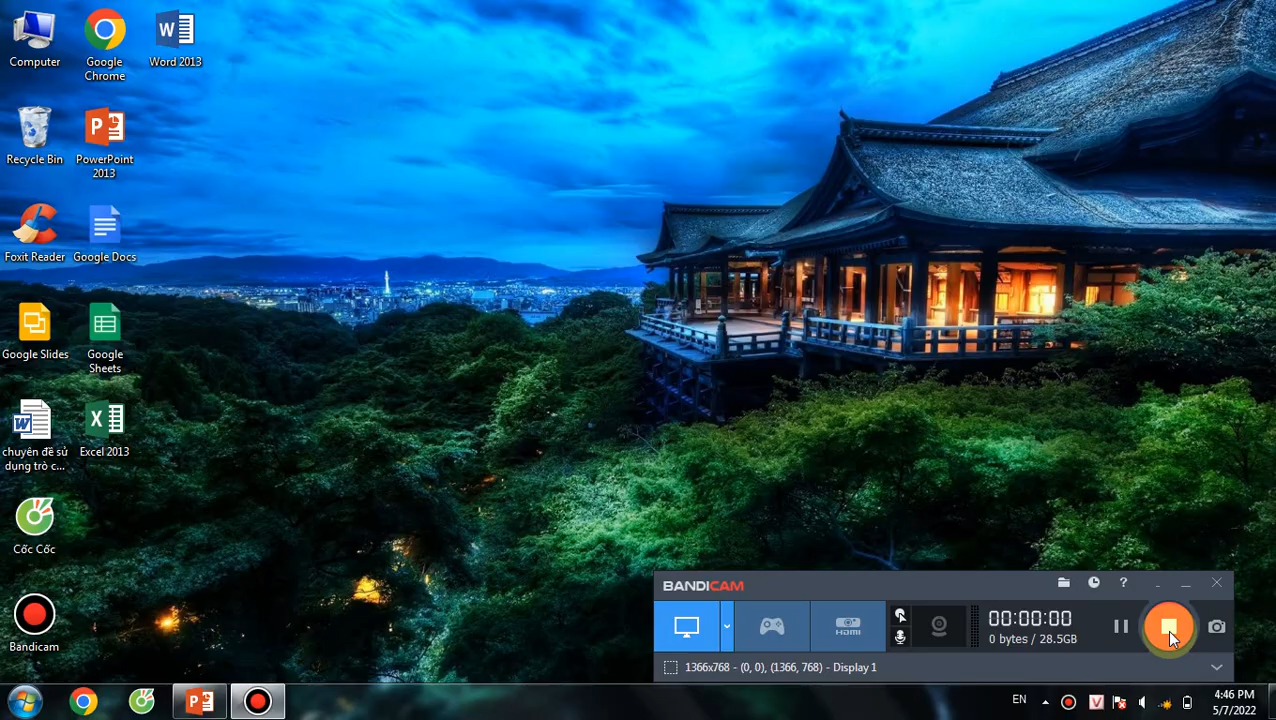 Computer
Google
Chrome
Word 2013
Recycle Bin
PowerPoint
2013
Foxit Reader
Google Docs
Google Slides
Google
Sheets
chuyên đề sử
dụng trò c...
Excel 2013
Cốc Cốc
Bandicam
BANDICAM
?
HDMI
00:00:00
0 bytes / 28.5GB
1366x768 - (0, 0), (1366, 768) - Display 1
EN
4:46 PM
5/7/2022